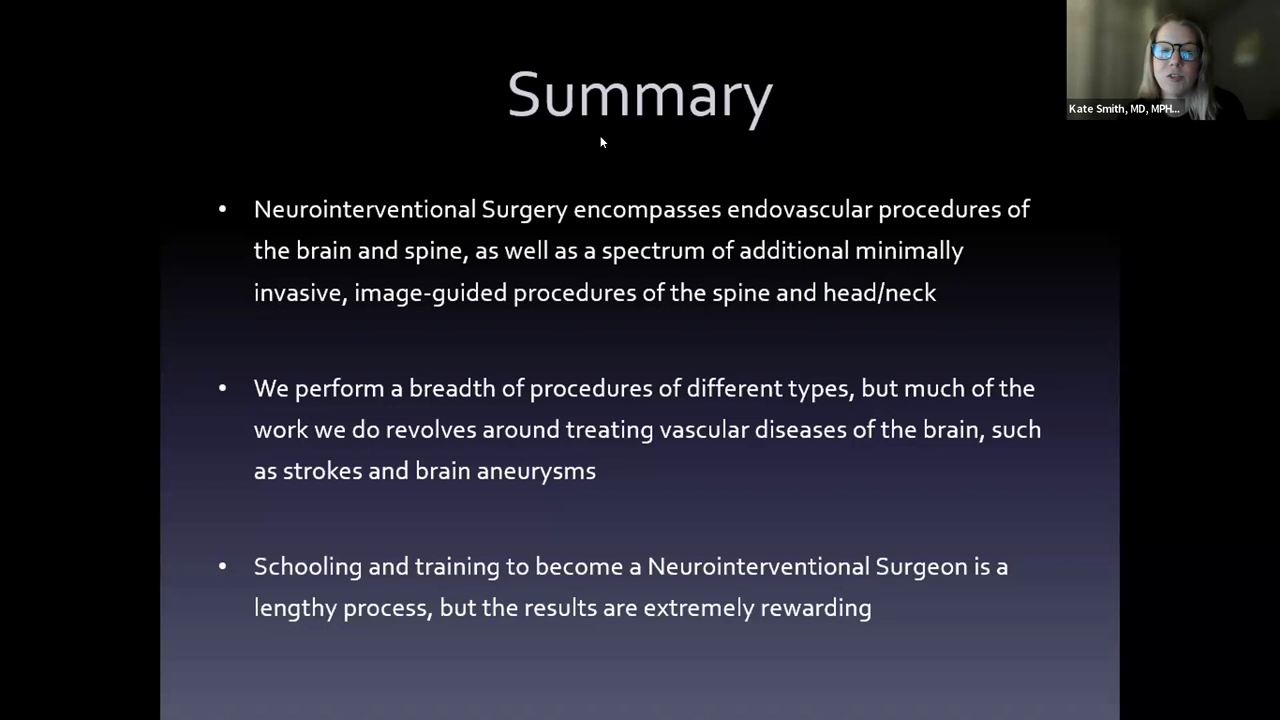 Summary
Kate Smith, MD, MPH...
• Neurointerventional Surgery encompasses endovascular procedures of
the brain and spine, as well as a spectrum of additional minimally
invasive, image-guided procedures of the spine and head/neck
• We perform a breadth of procedures of different types, but much of the
work we do revolves around treating vascular diseases of the brain, such
as strokes and brain aneurysms
• Schooling and training to become a Neurointerventional Surgeon is a
lengthy process, but the results are extremely rewarding